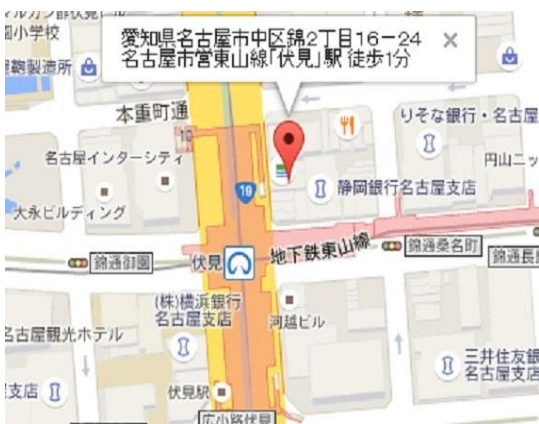 愛知県名古屋市中区錦2丁目16-24
名古屋市営東山線「伏見」駅 徒歩1分
小学校
製造所
本重町通
10
りそな銀行・名古屋
名古屋インターシティ
円山ニッ
大永ビルディング
19
静岡銀行名古屋支店
錦通御園
伏見
地下鉄東山線
錦通桑名町
錦通長
(株)横浜銀行
名古屋支店
河越ビル
名古屋観光ホテル
三井住友銀
名古屋支店
支店
伏見駅
広小路伏見